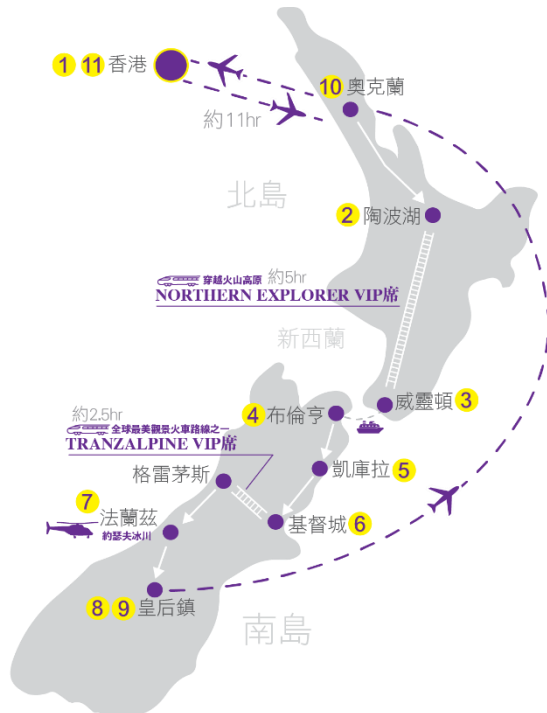 1 11 香港
10 奧克蘭
約11hr
北島
2 陶波湖
穿越火山高原 約5hr
NORTHERN EXPLORER VIP席
新西蘭
威靈頓 3
4 布倫亨
約2.5hr
全球最美觀景火車路線之一
TRANZALPINE VIP席
格雷茅斯
凱庫拉 5
7
法蘭茲
約瑟夫冰川
基督城 6
8 9 皇后鎮
南島